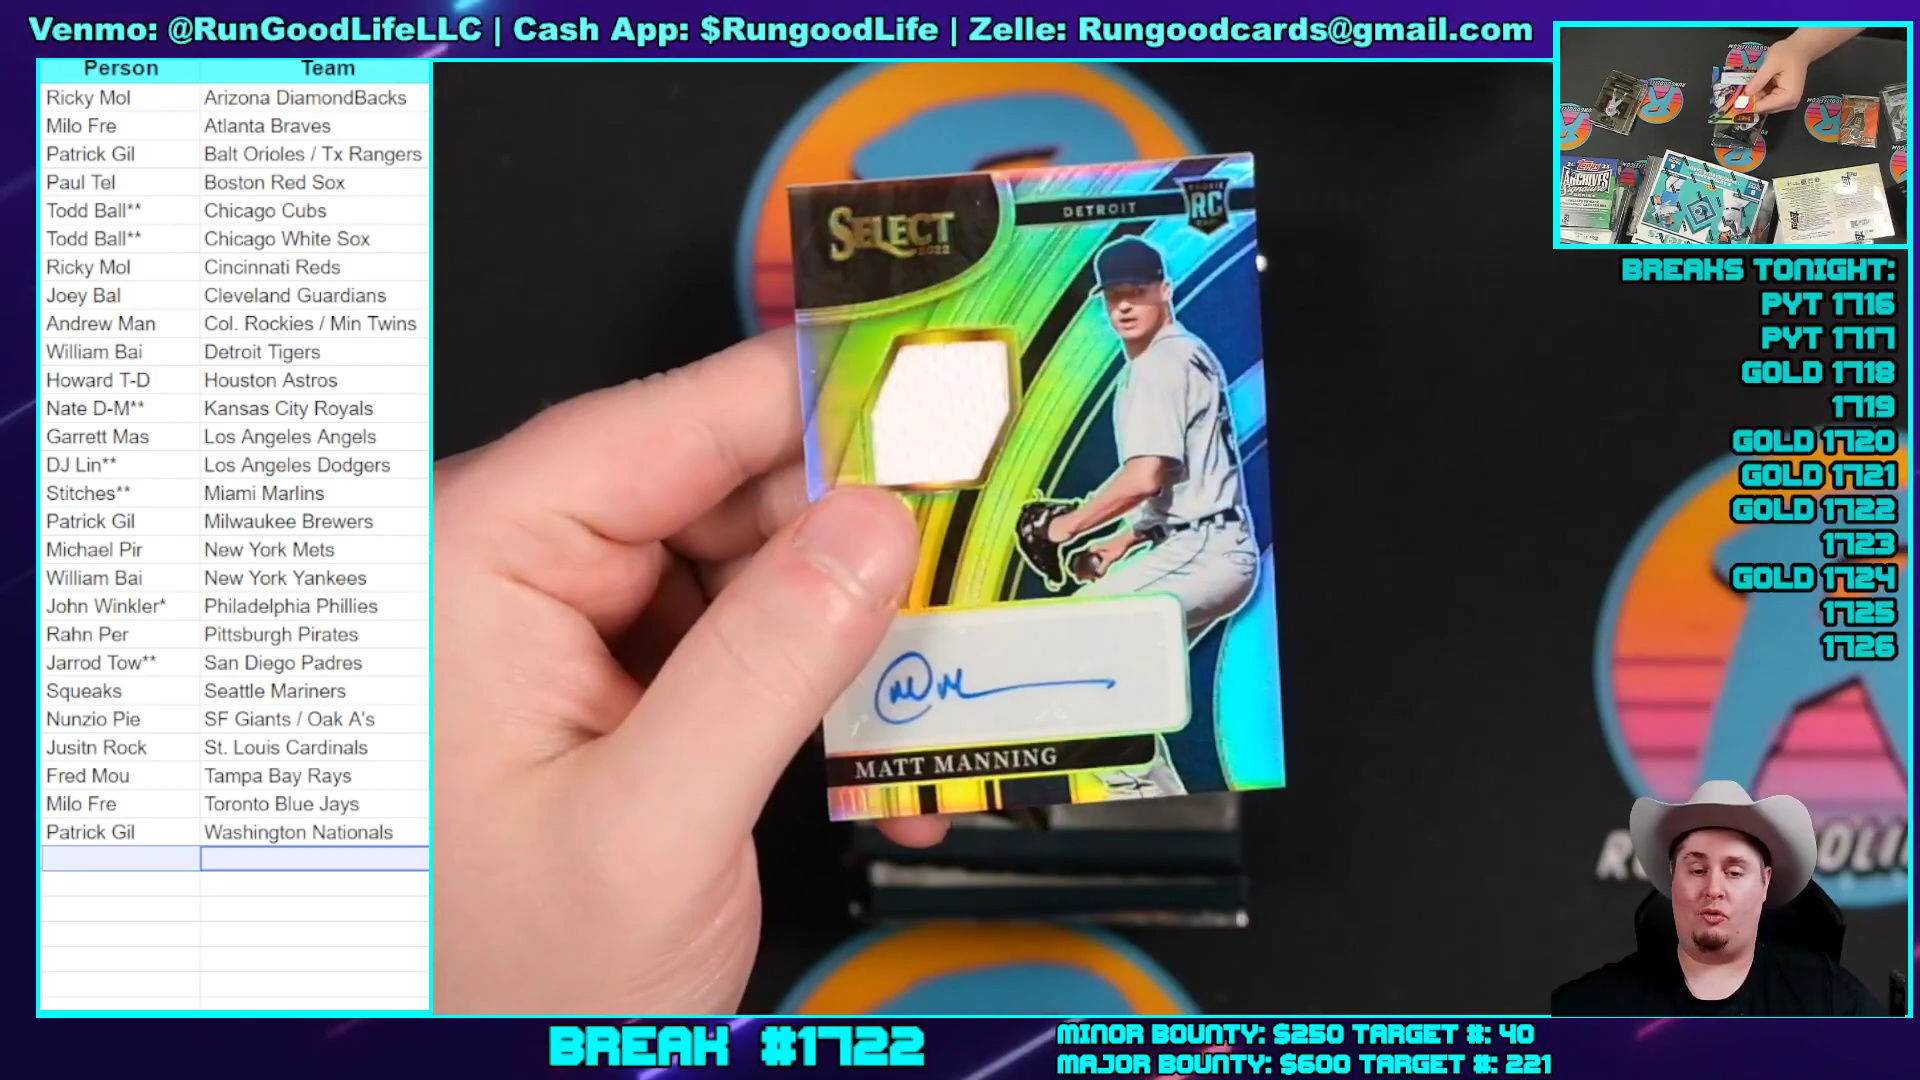 Venmo: @RunGoodLifeLLC | Cash App: $RungoodLife | Zelle: Rungoodcards@gmail.com
Person Team
Ricky Mol Arizona DiamondBacks
Milo Fre Atlanta Braves
Patrick Gil Balt Orioles / Tx Rangers
Paul Tel Boston Red Sox
Todd Ball** Chicago Cubs
Todd Ball** Chicago White Sox
Ricky Mol Cincinnati Reds
Joey Bal Cleveland Guardians
Andrew Man Col. Rockies / Min Twins
William Bai Detroit Tigers
Howard T-D Houston Astros
Nate D-M** Kansas City Royals
Garrett Mas Los Angeles Angels
DJ Lin** Los Angeles Dodgers
Stitches** Miami Marlins
Patrick Gil Milwaukee Brewers
Michael Pir New York Mets
William Bai New York Yankees
John Winkler* Philadelphia Phillies
Rahn Per Pittsburgh Pirates
Jarrod Tow** San Diego Padres
Squeaks Seattle Mariners
Nunzio Pie SF Giants / Oak A's
Jusitn Rock St. Louis Cardinals
Fred Mou Tampa Bay Rays
Milo Fre Toronto Blue Jays
Patrick Gil Washington Nationals
SELECT
2022
DETROIT
RC
MATT MANNING
Topps
ARCHIVES
BREAKS TONIGHT:
PYT 1716
PYT 1717
GOLD 1718
1719
GOLD 1720
GOLD 1721
GOLD 1722
1723
GOLD 1724
1725
1726
BREAK #1722
MINOR BOUNTY: $250 TARGET #: 40
MAJOR BOUNTY: $600 TARGET #: 221